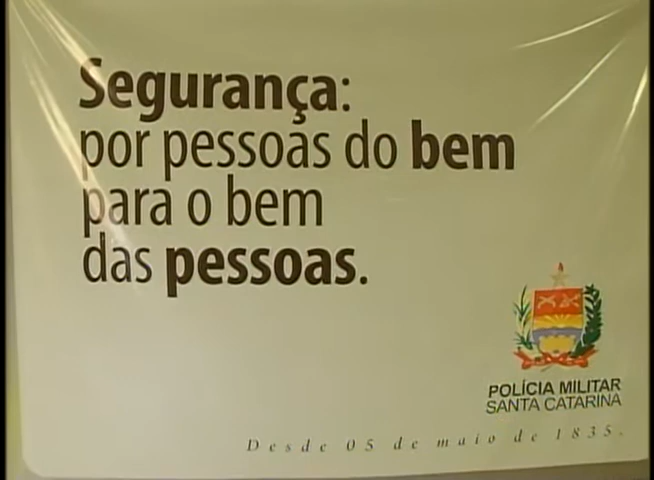 Segurança:
por pessoas do bem
para o bem
das pessoas.
POLÍCIA MILITAR
SANTA CATARINA
Desde 05 de maio de 1835.